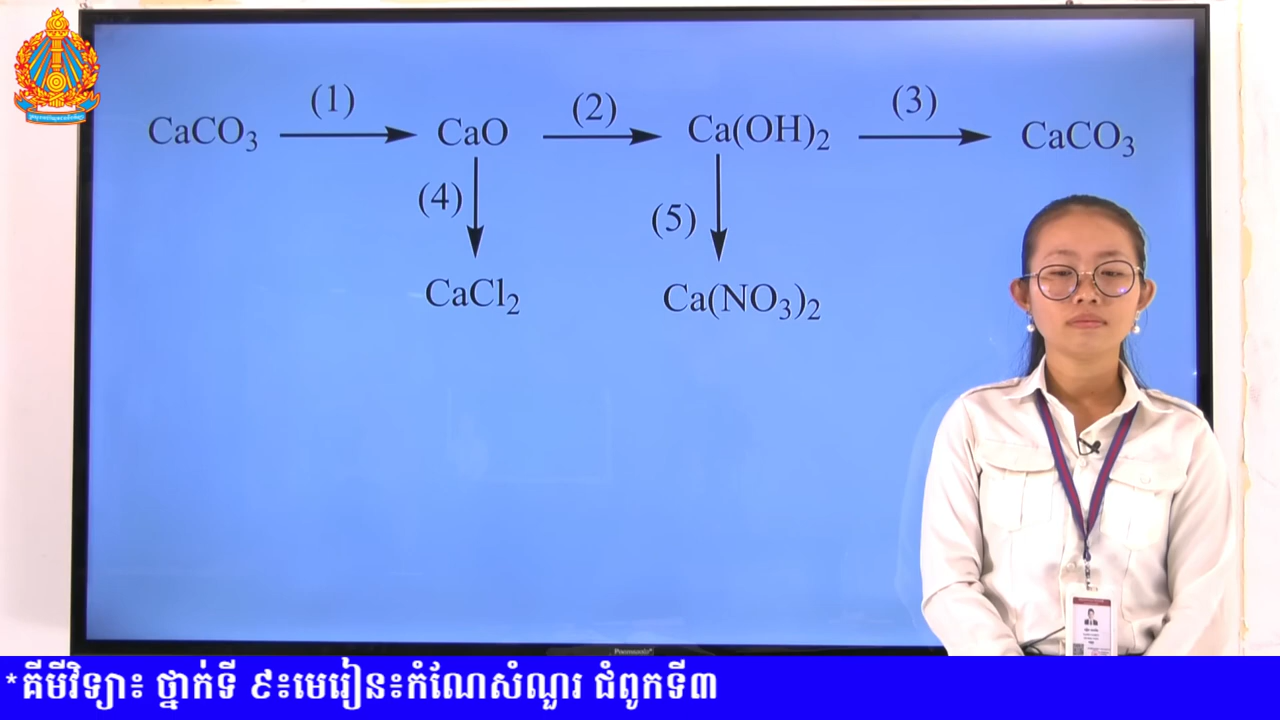 (1) (2) (3)
CaCO₃ CaO Ca(OH)₂ CaCO₃
(4) (5)
CaCl₂ Ca(NO₃)₂
*គីមីវិទ្យា៖ ថ្នាក់ទី ៩៖មេរៀន៖កំណែសំណួរ ជំពូកទី៣